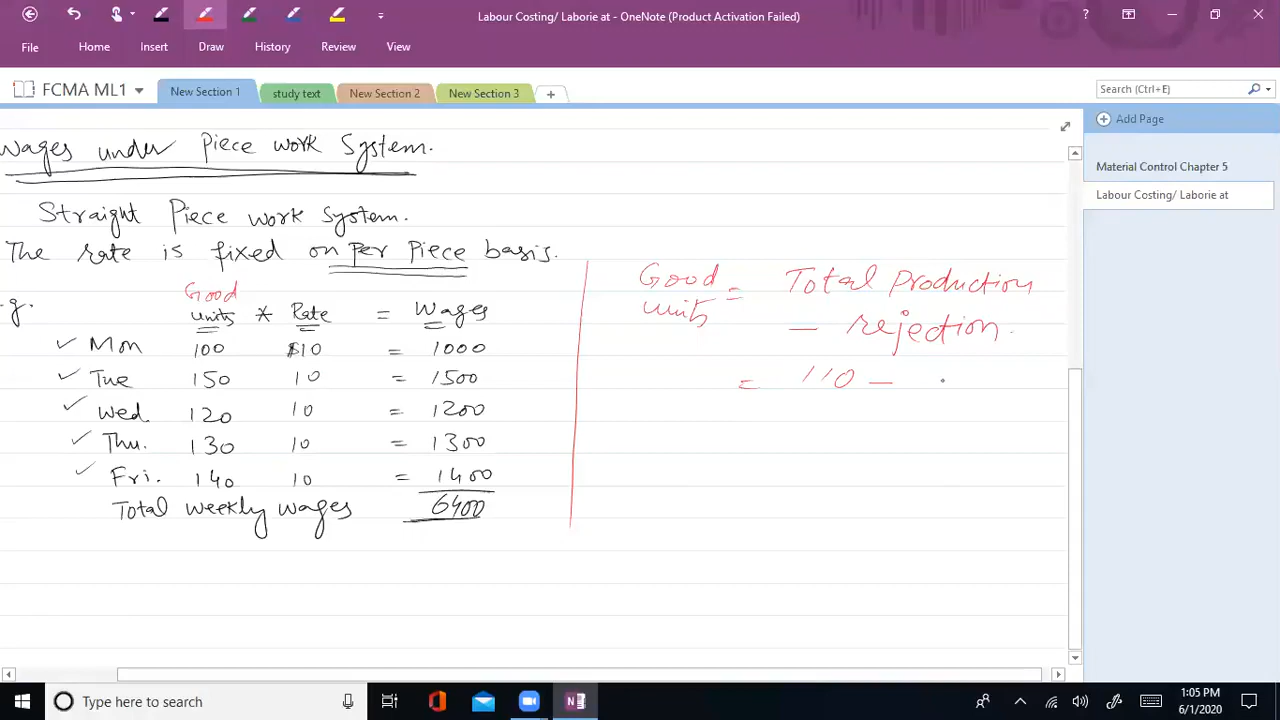 Labour Costing/ Laborie at - OneNote (Product Activation Failed)
File Home Insert Draw History Review View
FCMA ML1 New Section 1 study text New Section 2 New Section 3 Search (Ctrl+E)
Add Page
Material Control Chapter 5
Labour Costing/ Laborie at
Wages under Piece work System.
Straight Piece work System.
The rate is fixed on per piece basis.
g. Good units * Rate = Wages
Mon 100 $10 = 1000
Tue 150 10 = 1500
Wed. 120 10 = 1200
Thu. 130 10 = 1300
Fri. 140 10 = 1400
Total weekly wages 6400
Good units = Total Production
— rejection.
= 110 —
Type here to search
1:05 PM
6/1/2020